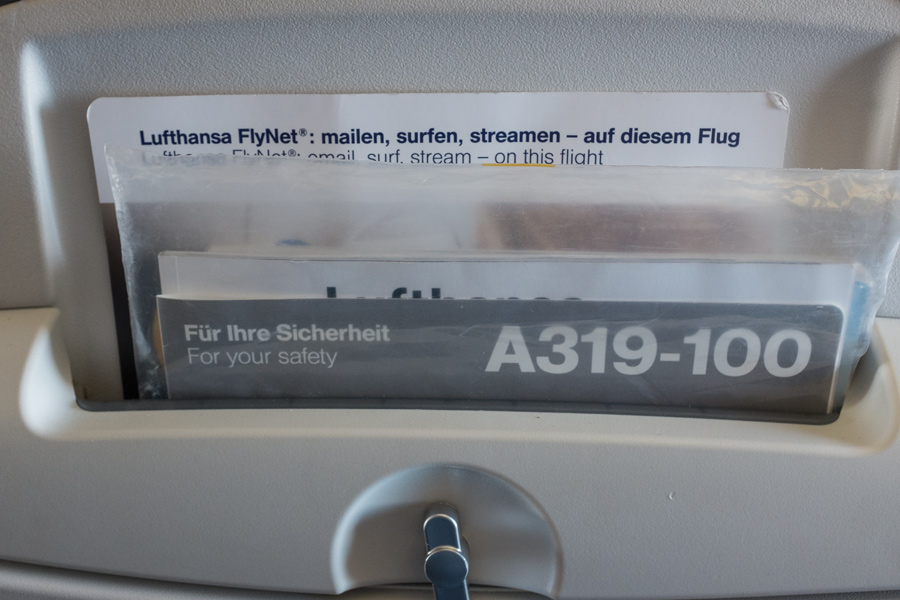 Lufthansa FlyNet®: mailen, surfen, streamen – auf diesem Flug
Lufthansa FlyNet®: email, surf, stream – on this flight
Lufthansa
Für Ihre Sicherheit
For your safety
A319-100